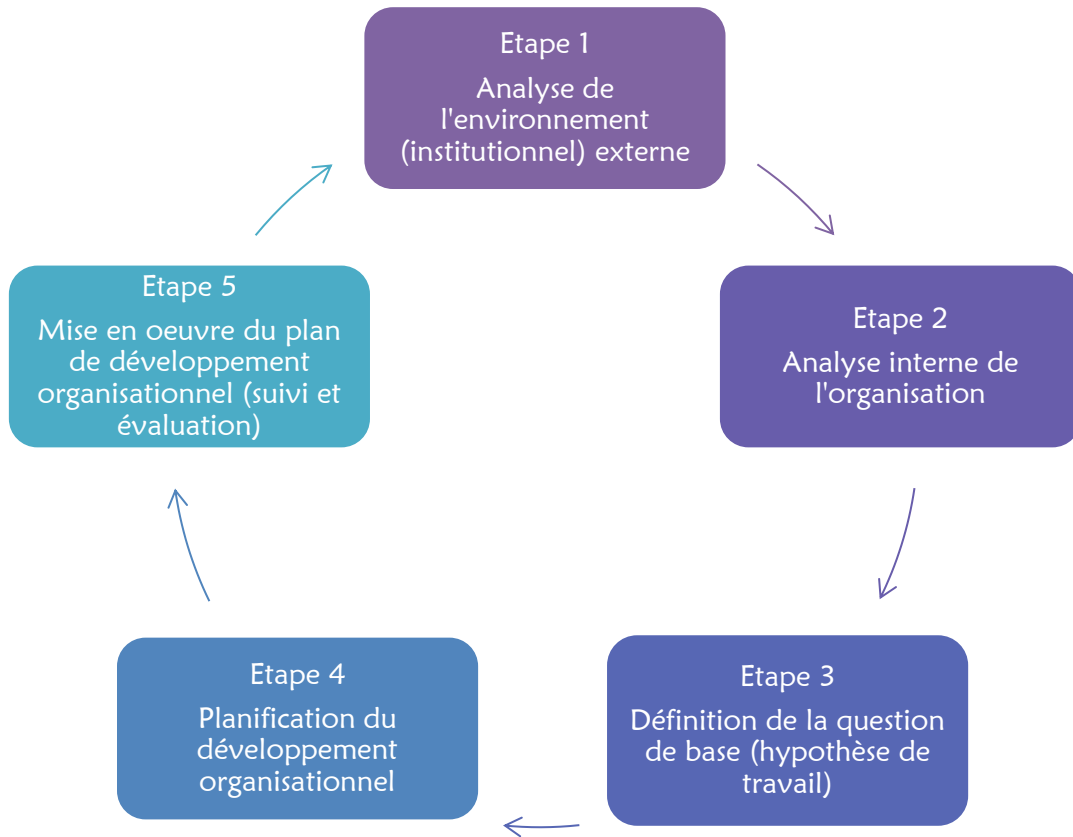 Etape 1
Analyse de
l'environnement
(institutionnel) externe
Etape 2
Analyse interne de
l'organisation
Etape 3
Définition de la question
de base (hypothèse de
travail)
Etape 4
Planification du
développement
organisationnel
Etape 5
Mise en oeuvre du plan
de développement
organisationnel (suivi et
évaluation)